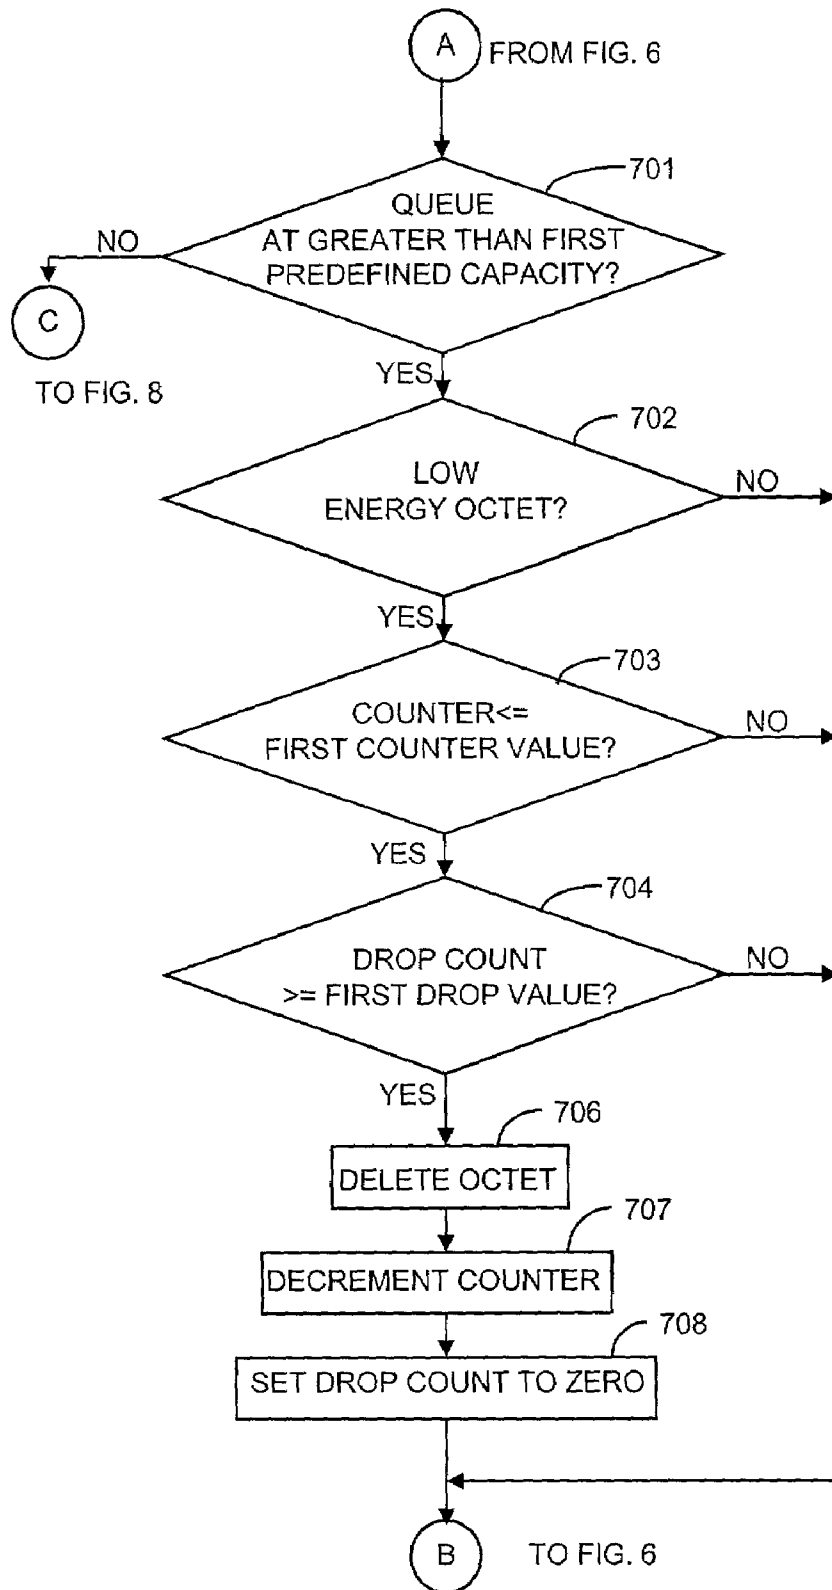 A
FROM FIG. 6
701
QUEUE
AT GREATER THAN FIRST
PREDEFINED CAPACITY?
NO
C
TO FIG. 8
YES
702
LOW
ENERGY OCTET?
NO
YES
703
COUNTER<=
FIRST COUNTER VALUE?
NO
YES
704
DROP COUNT
>= FIRST DROP VALUE?
NO
YES
706
DELETE OCTET
707
DECREMENT COUNTER
708
SET DROP COUNT TO ZERO
B
TO FIG. 6